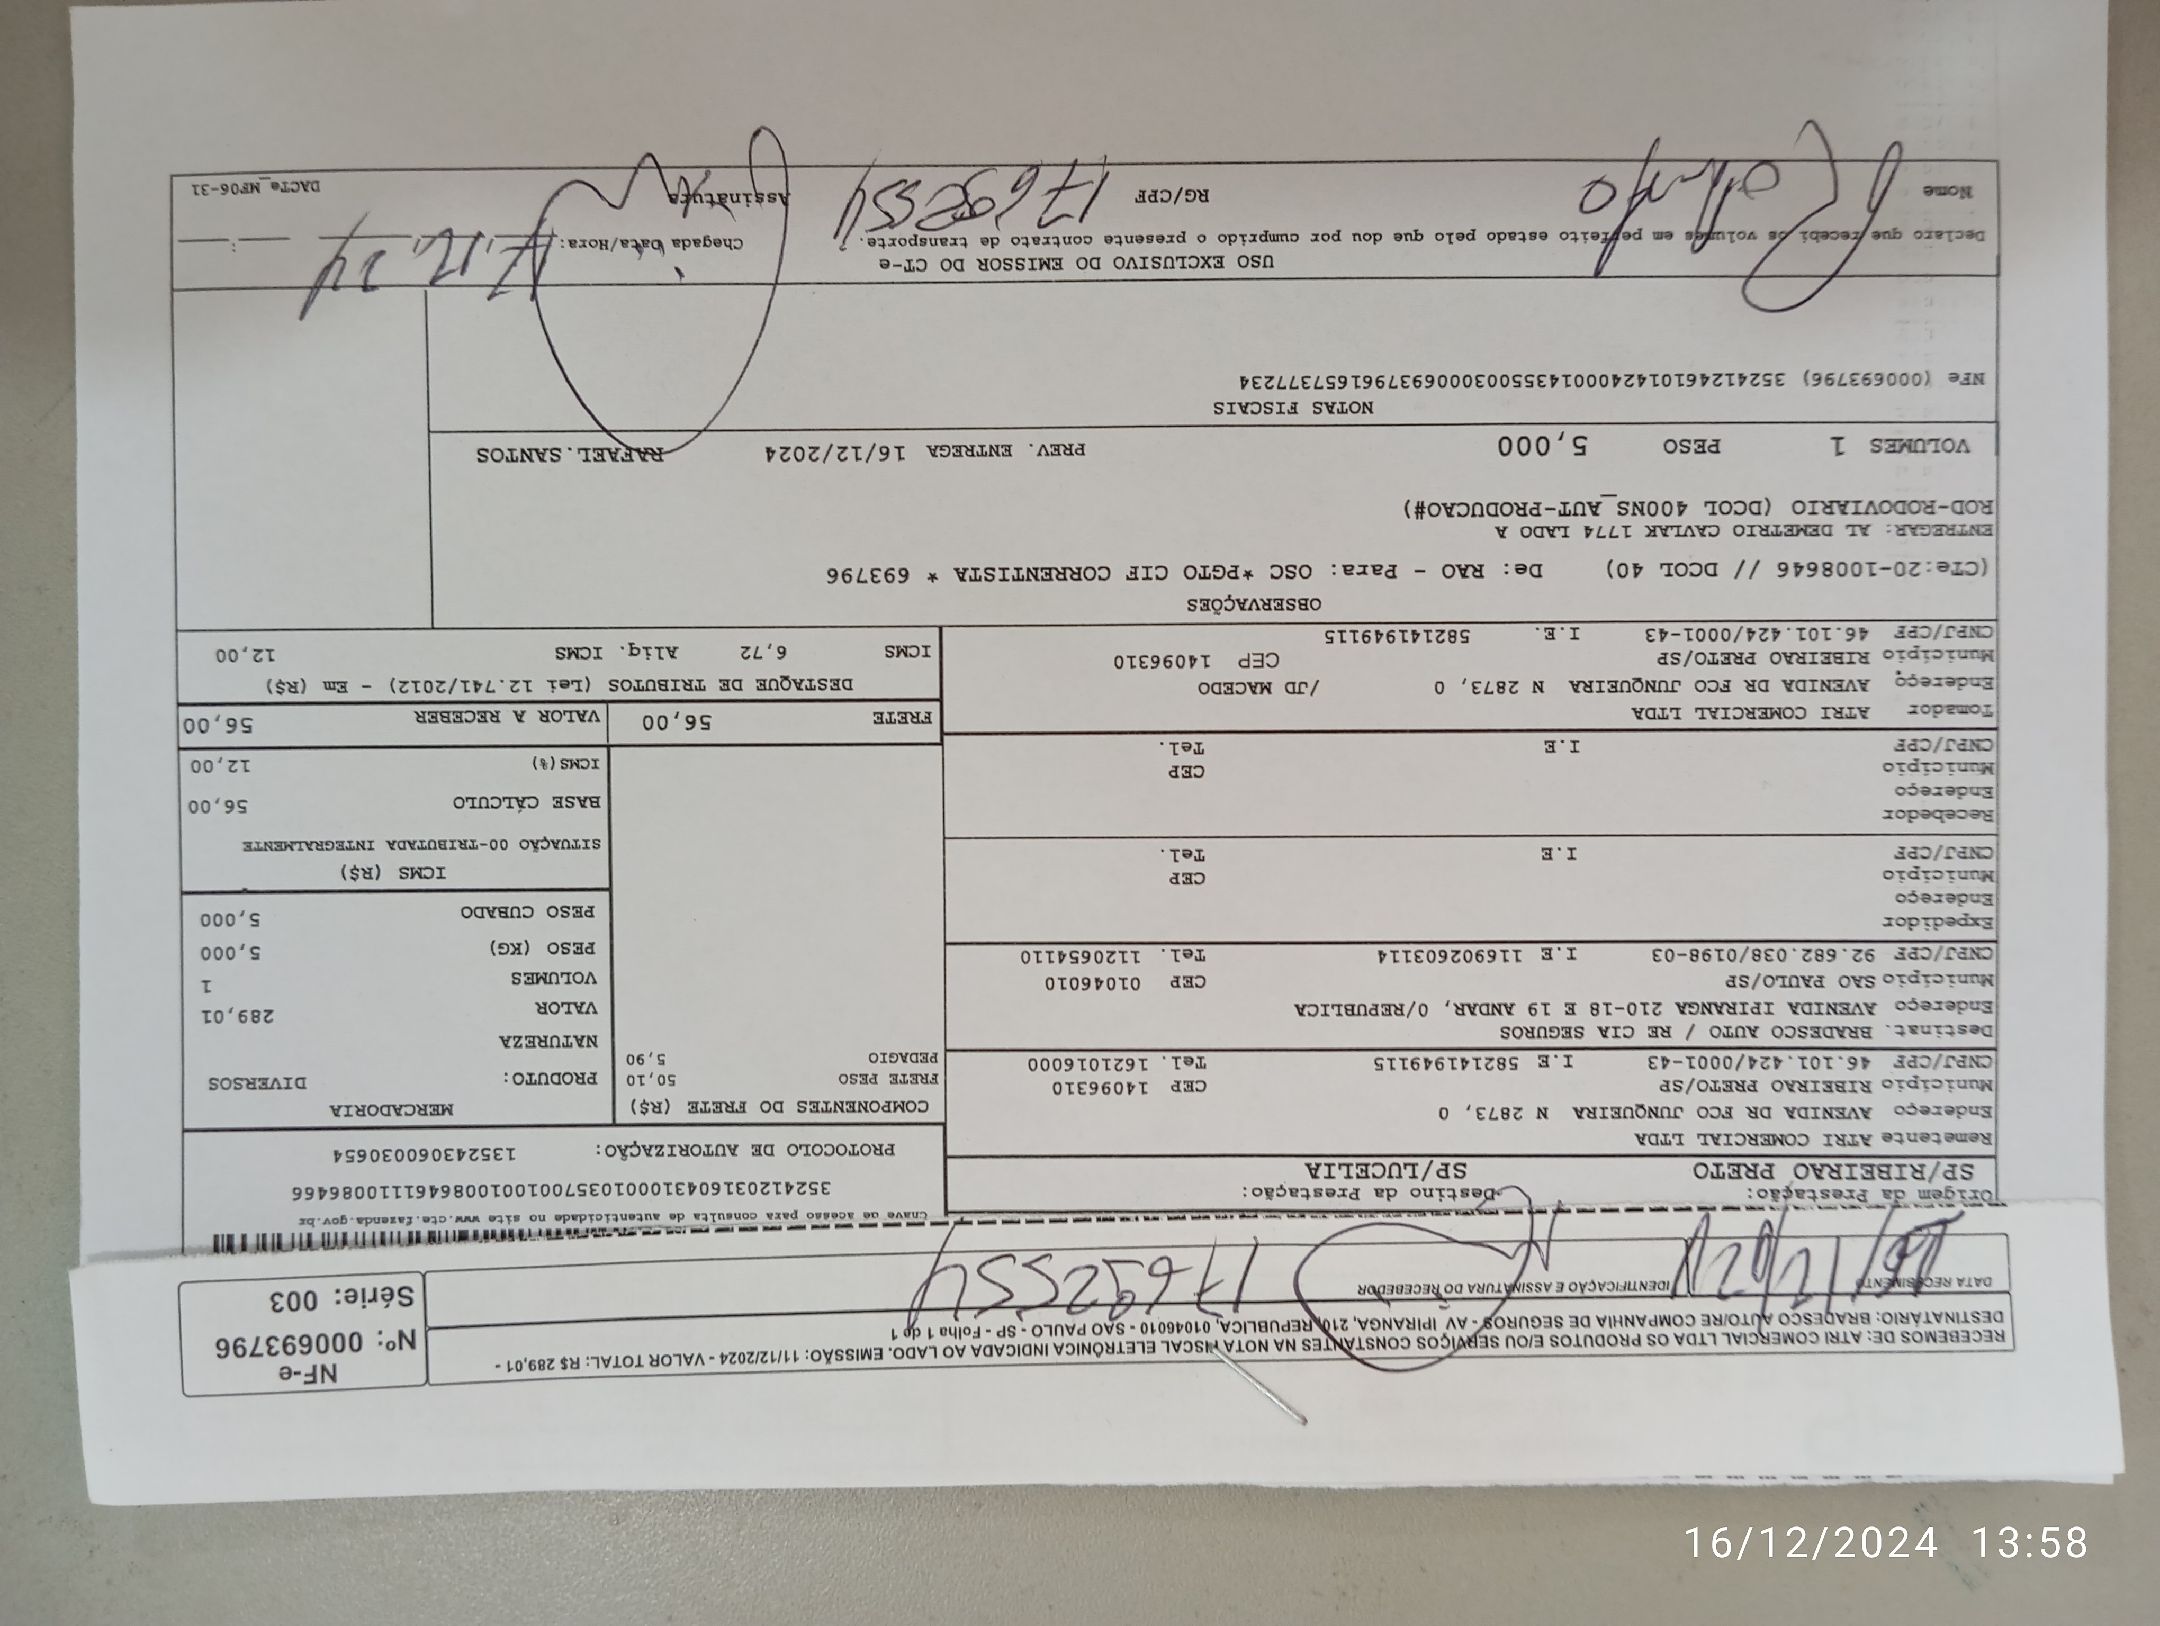 RECEBEMOS DE: ATRI COMERCIAL LTDA OS PRODUTOS E/OU SERVIÇOS CONSTANTES NA NOTA FISCAL ELETRÔNICA INDICADA AO LADO. EMISSÃO: 11/12/2024 - VALOR TOTAL: R$ 289,01 -
DESTINATÁRIO: BRADESCO AUTO/RE COMPANHIA DE SEGUROS - AV IPIRANGA, 210, REPUBLICA, 01046010 - SAO PAULO - SP - Folha 1 de 1
NF-e
Nº: 000693796
Série: 003
DATA RECEBIMENTO
16/12/24
IDENTIFICAÇÃO E ASSINATURA DO RECEBEDOR
17692554
Chave de acesso para consulta de autenticidade no site www.cte.fazenda.gov.br
35241203160431000103570010010086461110086466
PROTOCOLO DE AUTORIZAÇÃO: 135243060030654
Origem da Prestação: Destino da Prestação:
SP/RIBEIRAO PRETO SP/LUCELIA
Remetente ATRI COMERCIAL LTDA
Endereço AVENIDA DR FCO JUNQUEIRA N 2873, 0
Município RIBEIRAO PRETO/SP CEP 14096310
CNPJ/CPF 46.101.424/0001-43 I.E 582141949115 Tel. 1621016000
Destinat. BRADESCO AUTO / RE CIA SEGUROS
Endereço AVENIDA IPIRANGA 210-18 E 19 ANDAR, 0/REPUBLICA
Município SAO PAULO/SP CEP 01046010
CNPJ/CPF 92.682.038/0198-03 I.E 116902603114 Tel. 1120654110
Expedidor
Endereço
Município CEP
CNPJ/CPF I.E Tel.
Recebedor
Endereço
Município CEP
CNPJ/CPF I.E Tel.
Tomador ATRI COMERCIAL LTDA
Endereço AVENIDA DR FCO JUNQUEIRA N 2873, 0 /JD MACEDO
Município RIBEIRAO PRETO/SP CEP 14096310
CNPJ/CPF 46.101.424/0001-43 I.E. 582141949115
COMPONENTES DO FRETE (R$)
FRETE PESO 50,10
PEDAGIO 5,90
MERCADORIA
PRODUTO: DIVERSOS
NATUREZA
VALOR 289,01
VOLUMES 1
PESO (KG) 5,000
PESO CUBADO 5,000
ICMS (R$)
SITUAÇÃO 00-TRIBUTADA INTEGRALMENTE
BASE CÁLCULO 56,00
ICMS(%) 12,00
FRETE 56,00 VALOR A RECEBER 56,00
DESTAQUE DE TRIBUTOS (Lei 12.741/2012) - Em (R$)
ICMS 6,72 Aliq. ICMS 12,00
OBSERVAÇÕES
(CTe:20-1008646 // DCOL 40) De: RAO - Para: OSC *PGTO CIF CORRENTISTA * 693796
ENTREGAR: AL DEMETRIO CAVLAK 1774 LADO A
ROD-RODOVIARIO (DCOL 400NS_AUT-PRODUCAO#)
VOLUMES 1 PESO 5,000 PREV. ENTREGA 16/12/2024 RAFAEL.SANTOS
NOTAS FISCAIS
NFe (000693796) 35241246101424000143550030006937961657377234
USO EXCLUSIVO DO EMISSOR DO CT-e
Declaro que recebi os volumes em perfeito estado pelo que dou por cumprido o presente contrato de transporte.
Chegada Data/Hora: __:__
17.12.24
Nome RG/CPF 17692554 Assinatura
DACTe_MP06-31
16/12/2024 13:58